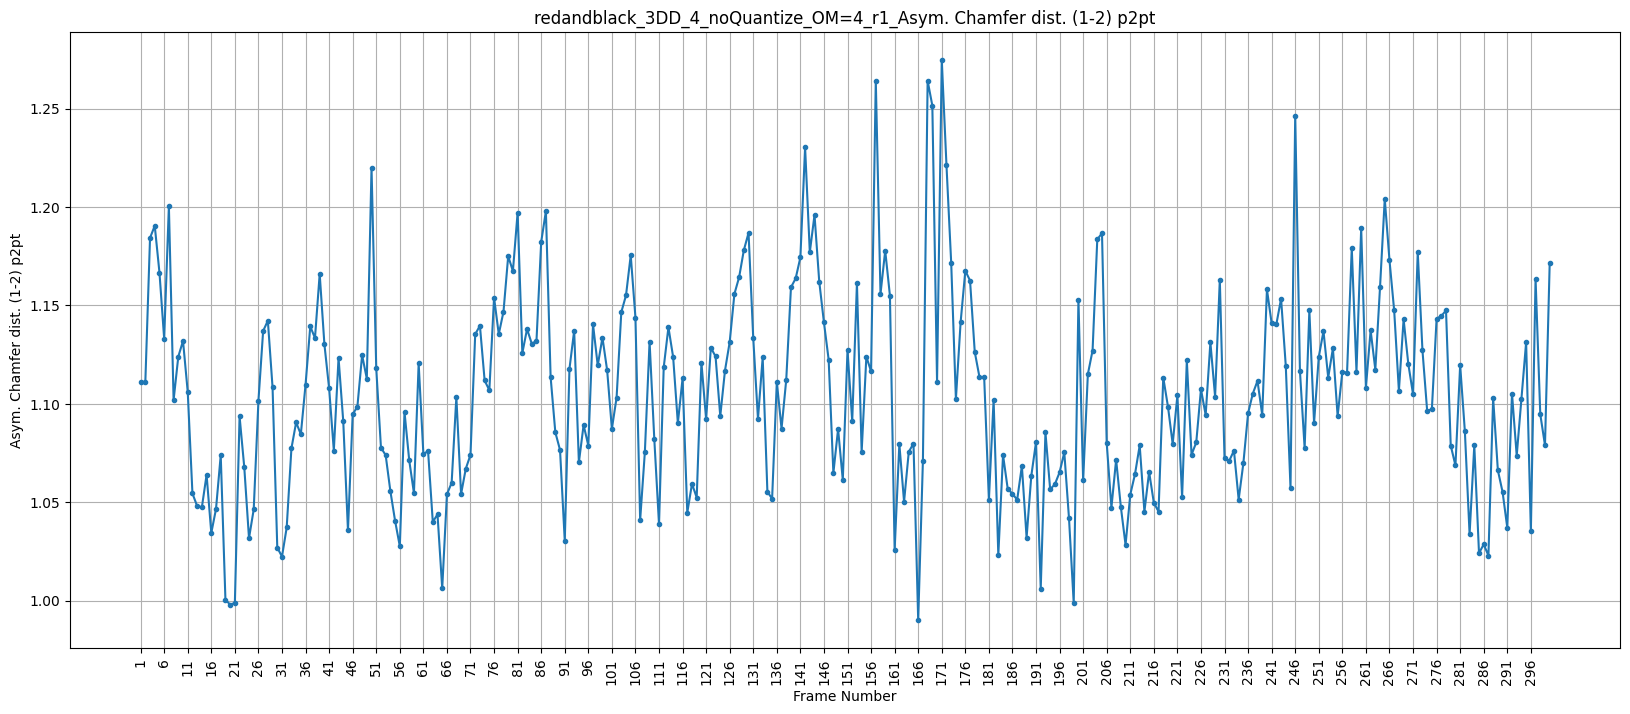 redandblack_3DD_4_noQuantize_OM=4_r1_Asym. Chamfer dist. (1-2) p2pt
Asym. Chamfer dist. (1-2) p2pt
1.25
1.20
1.15
1.10
1.05
1.00
1 6 11 16 21 26 31 36 41 46 51 56 61 66 71 76 81 86 91 96 101 106 111 116 121 126 131 136 141 146 151 156 161 166 171 176 181 186 191 196 201 206 211 216 221 226 231 236 241 246 251 256 261 266 271 276 281 286 291 296
Frame Number